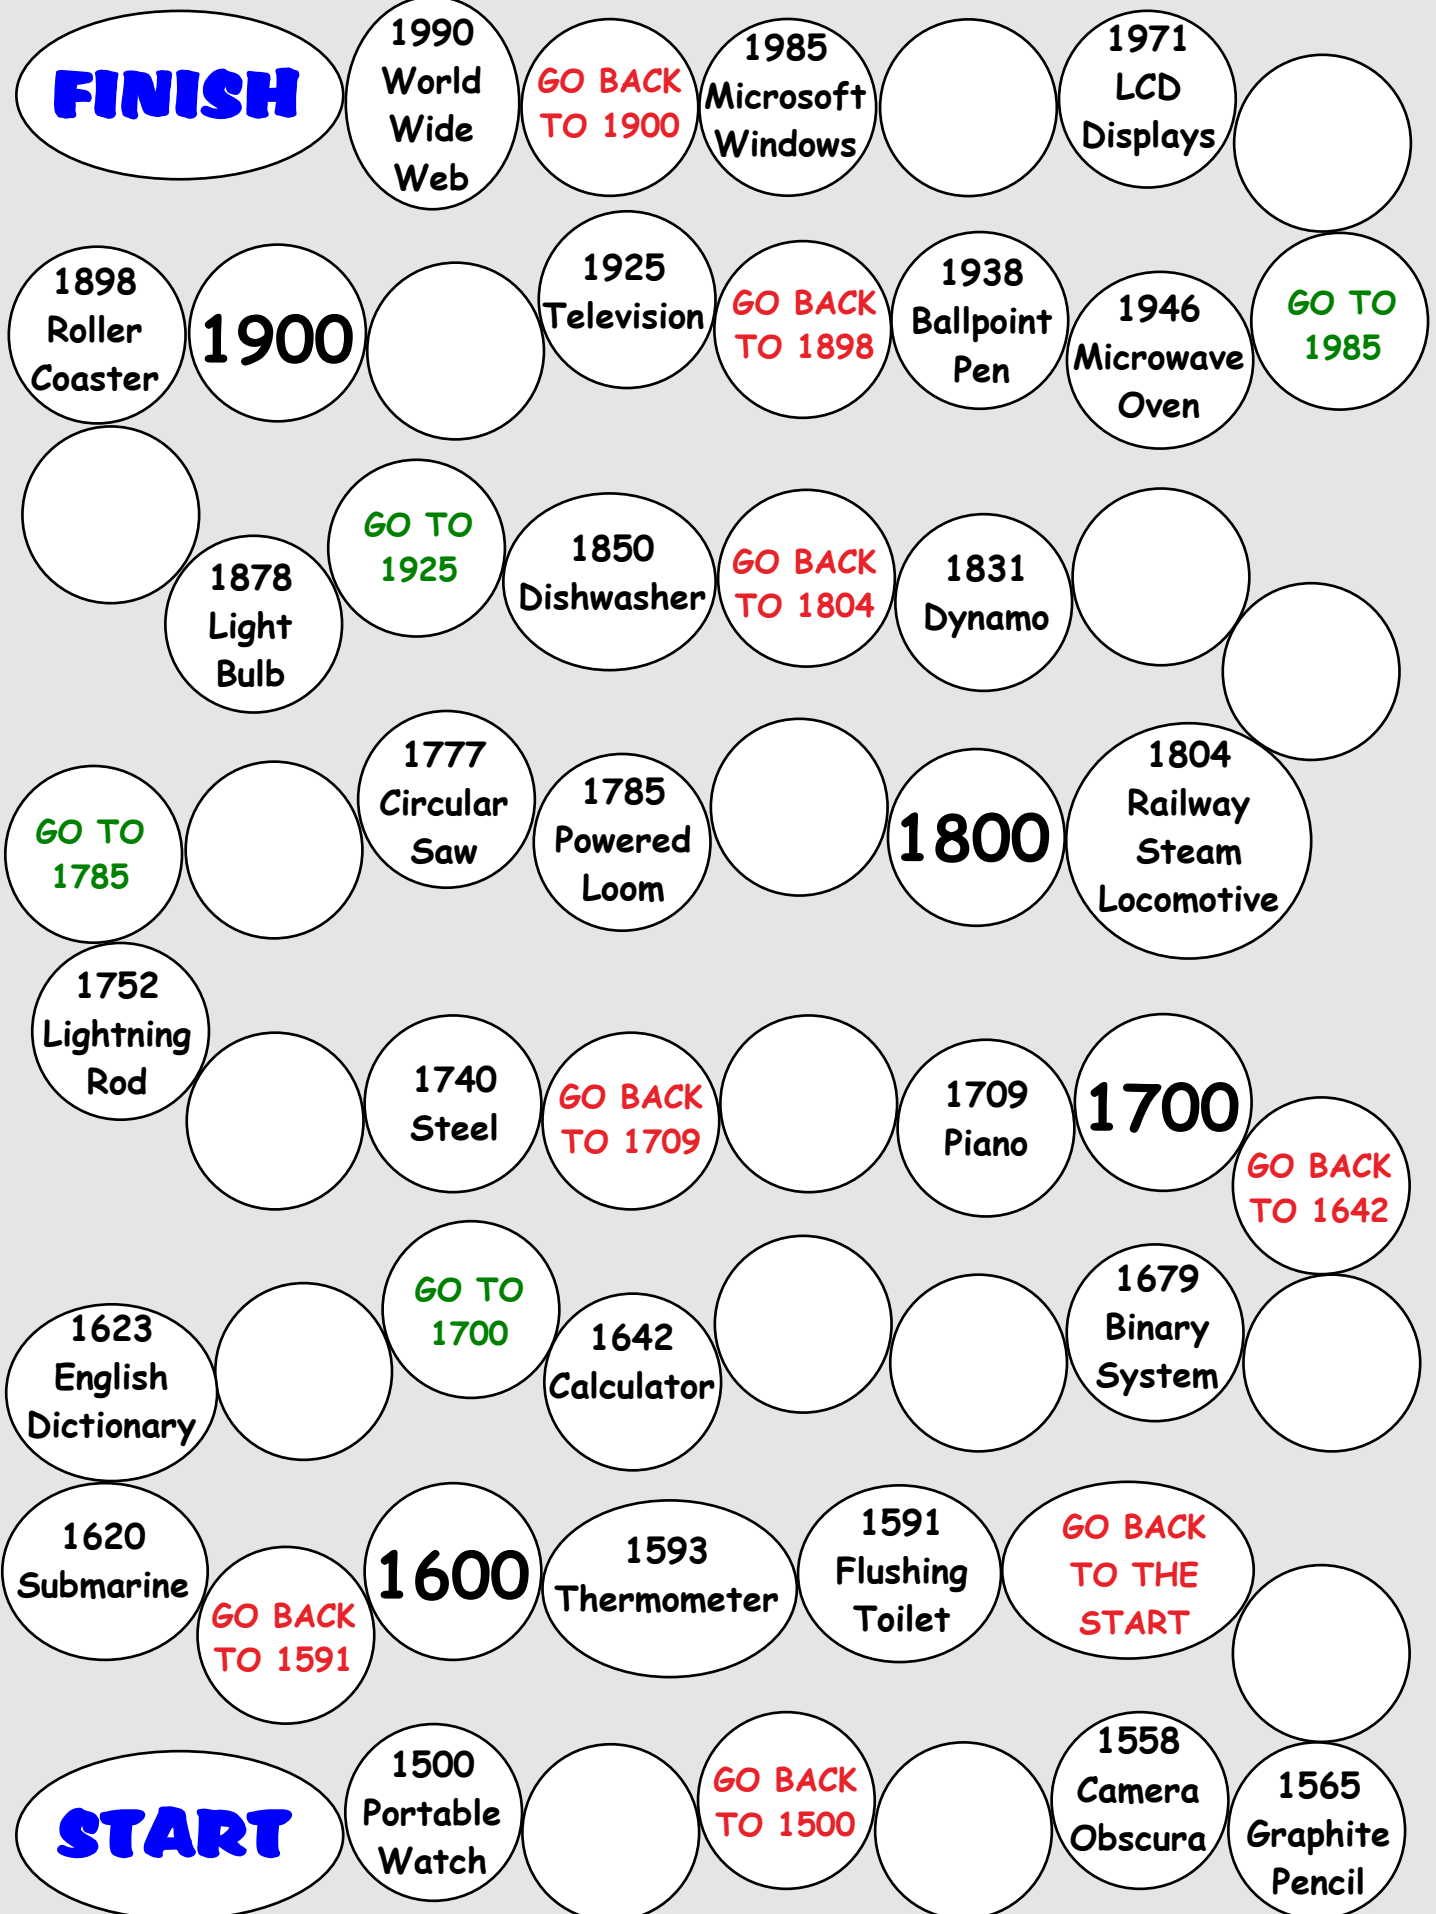 FINISH
1990
World
Wide
Web
GO BACK
TO 1900
1985
Microsoft
Windows
1971
LCD
Displays
1898
Roller
Coaster
1900
1925
Television
GO BACK
TO 1898
1938
Ballpoint
Pen
1946
Microwave
Oven
GO TO
1985
1878
Light
Bulb
GO TO
1925
1850
Dishwasher
GO BACK
TO 1804
1831
Dynamo
GO TO
1785
1777
Circular
Saw
1785
Powered
Loom
1800
1804
Railway
Steam
Locomotive
1752
Lightning
Rod
1740
Steel
GO BACK
TO 1709
1709
Piano
1700
GO BACK
TO 1642
1623
English
Dictionary
GO TO
1700
1642
Calculator
1679
Binary
System
1620
Submarine
GO BACK
TO 1591
1600
1593
Thermometer
1591
Flushing
Toilet
GO BACK
TO THE
START
START
1500
Portable
Watch
GO BACK
TO 1500
1558
Camera
Obscura
1565
Graphite
Pencil